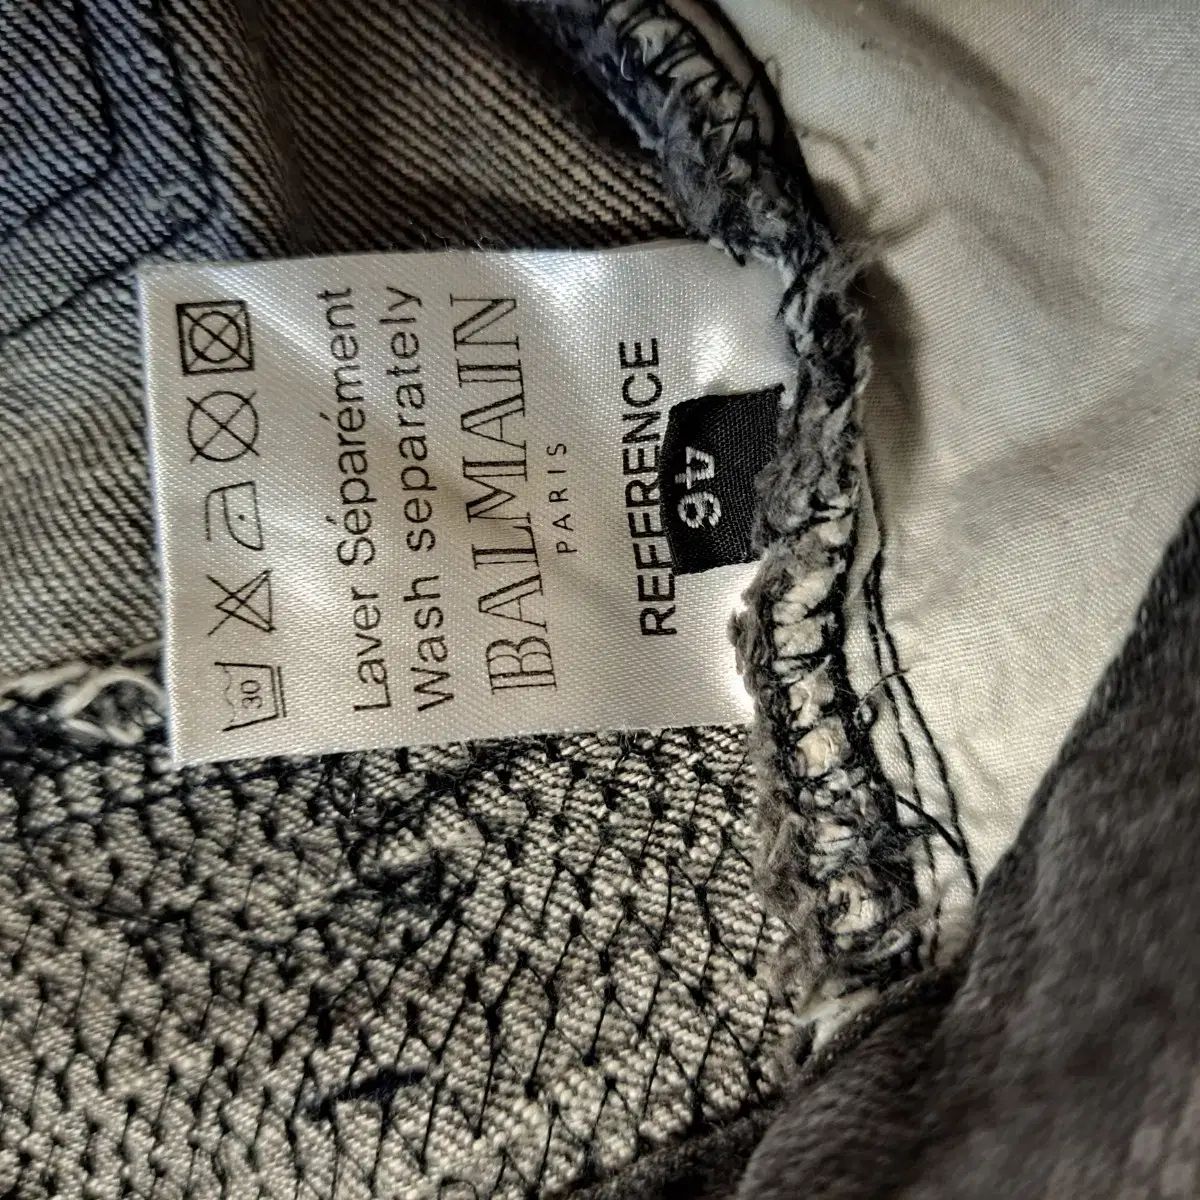 30
Laver Séparément
Wash separately
BALMAIN
PARIS
REFERENCE
46